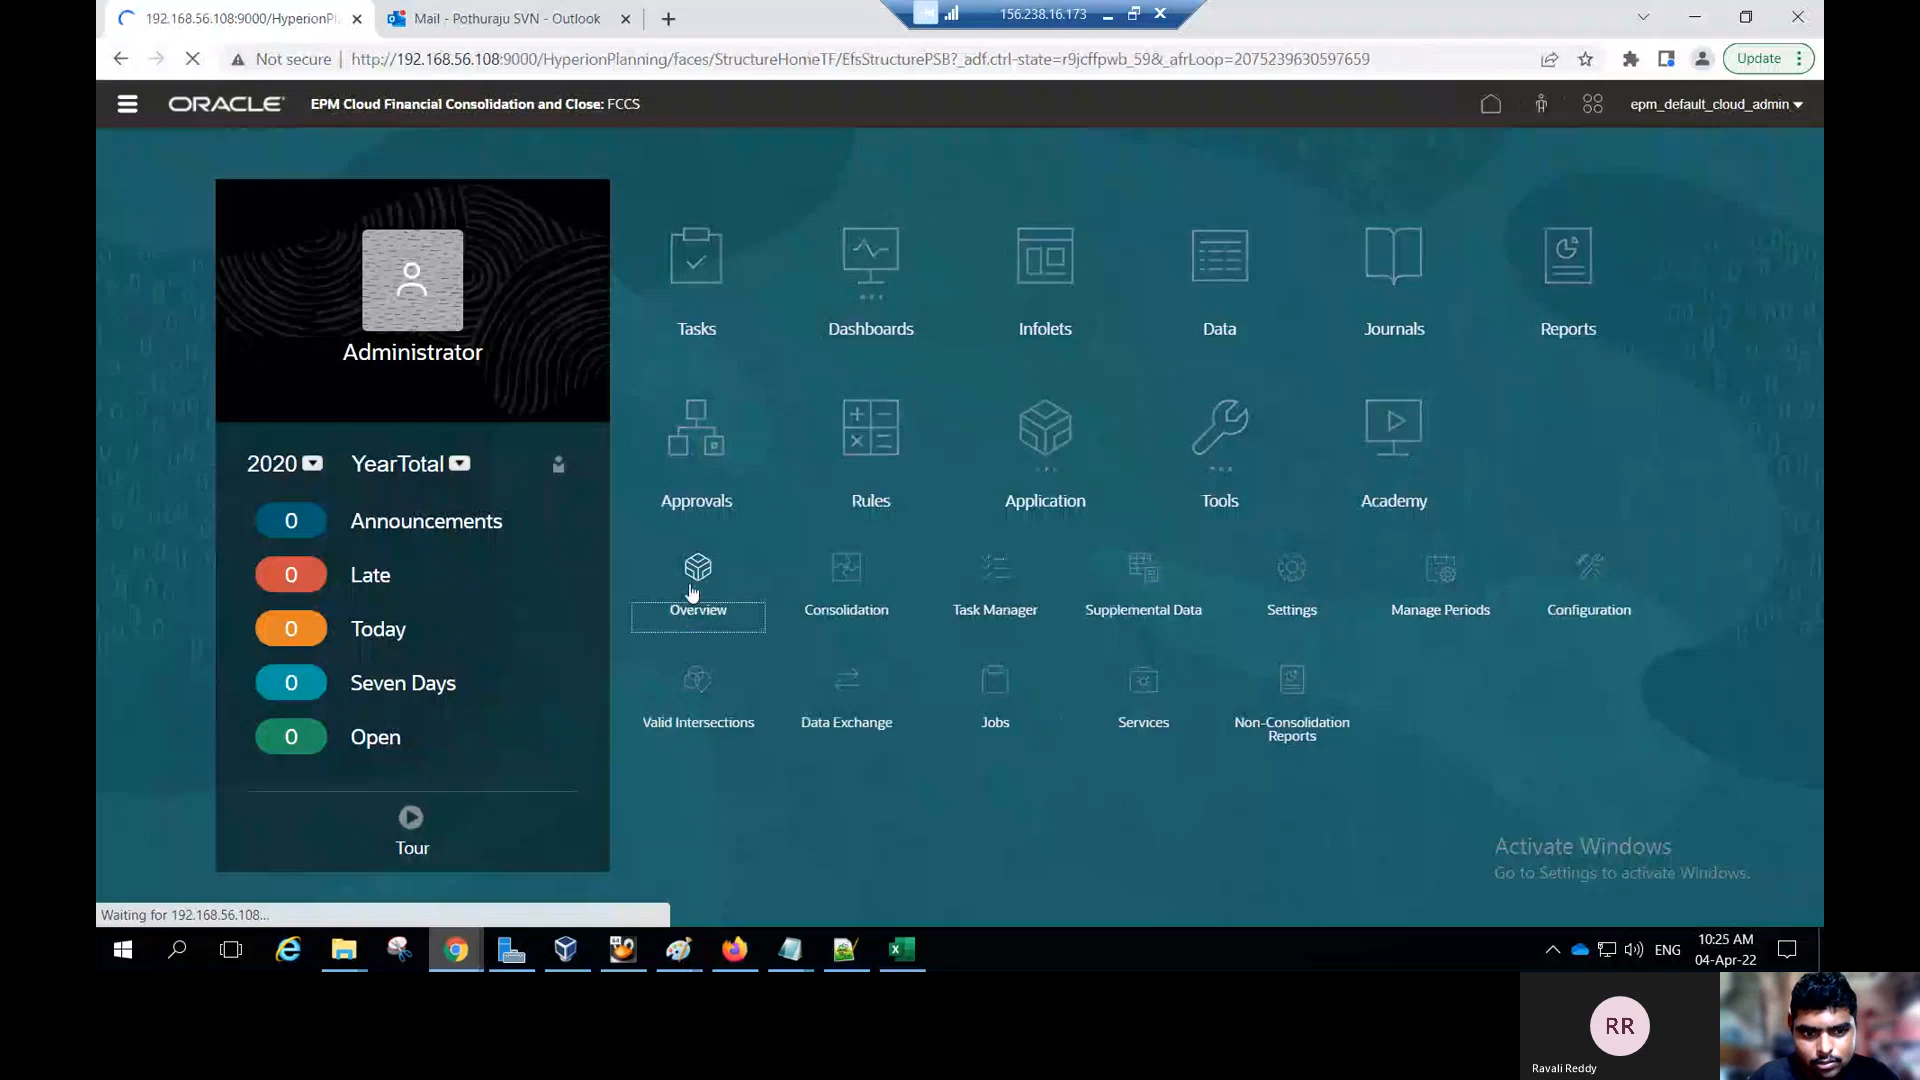 192.168.56.108:9000/HyperionPl
Mail - Pothuraju SVN - Outlook
156.238.16.173
Not secure
http://192.168.56.108:9000/HyperionPlanning/faces/StructureHomeTF/EfsStructurePSB?_adf.ctrl-state=r9jcffpwb_59&_afrLoop=2075239630597659
Update
ORACLE
EPM Cloud Financial Consolidation and Close: FCCS
epm_default_cloud_admin
Administrator
2020 YearTotal
0 Announcements
0 Late
0 Today
0 Seven Days
0 Open
Tour
Tasks
Dashboards
Infolets
Data
Journals
Reports
Approvals
Rules
Application
Tools
Academy
Overview
Consolidation
Task Manager
Supplemental Data
Settings
Manage Periods
Configuration
Valid Intersections
Data Exchange
Jobs
Services
Non-Consolidation
Reports
Activate Windows
Go to Settings to activate Windows.
Waiting for 192.168.56.108...
ENG
10:25 AM
04-Apr-22
RR
Ravali Reddy